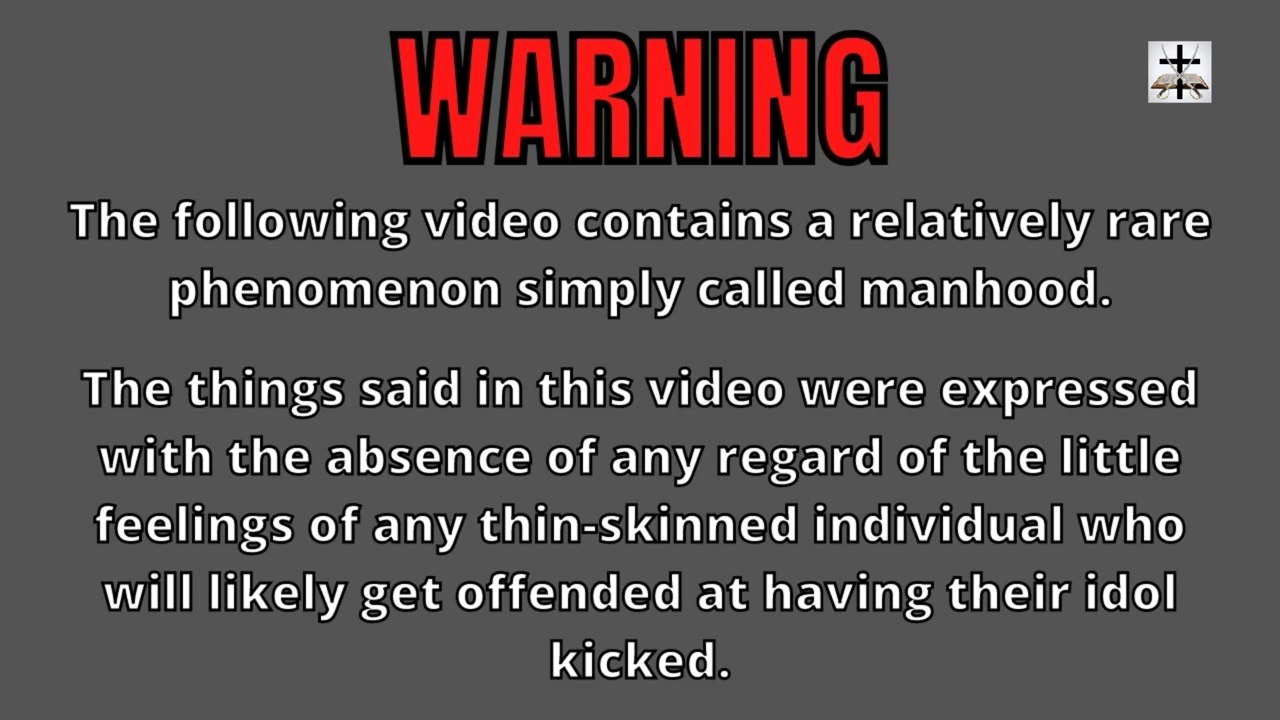 WARNING
The following video contains a relatively rare
phenomenon simply called manhood.
The things said in this video were expressed
with the absence of any regard of the little
feelings of any thin-skinned individual who
will likely get offended at having their idol
kicked.